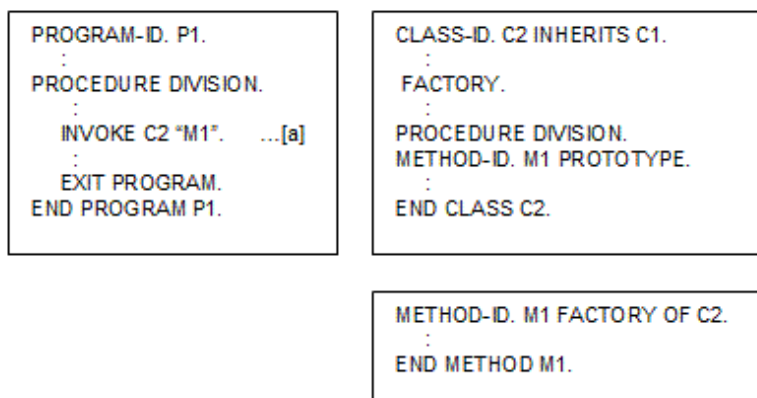 PROGRAM-ID. P1.
:
PROCEDURE DIVISION.
:
INVOKE C2 “M1”. …[a]
:
EXIT PROGRAM.
END PROGRAM P1.
CLASS-ID. C2 INHERITS C1.
:
FACTORY.
:
PROCEDURE DIVISION.
METHOD-ID. M1 PROTOTYPE.
:
END CLASS C2.
METHOD-ID. M1 FACTORY OF C2.
:
END METHOD M1.